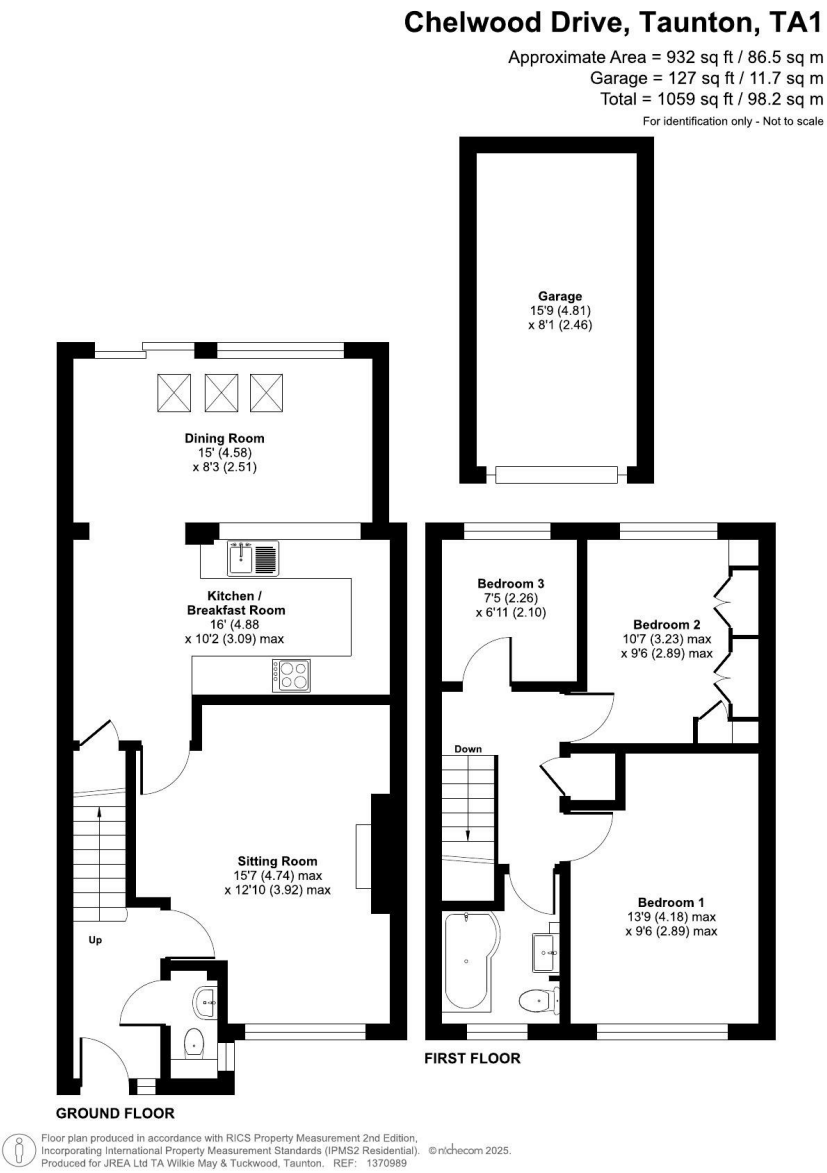 Chelwood Drive, Taunton, TA1
Approximate Area = 932 sq ft / 86.5 sq m
Garage = 127 sq ft / 11.7 sq m
Total = 1059 sq ft / 98.2 sq m
For identification only - Not to scale
Garage
15'9 (4.81)
x 8'1 (2.46)
Dining Room
15' (4.58)
x 8'3 (2.51)
Kitchen /
Breakfast Room
16' (4.88
x 10'2 (3.09) max
Bedroom 3
7'5 (2.26)
x 6'11 (2.10)
Bedroom 2
10'7 (3.23) max
x 9'6 (2.89) max
Down
Sitting Room
15'7 (4.74) max
x 12'10 (3.92) max
Bedroom 1
13'9 (4.18) max
x 9'6 (2.89) max
Up
FIRST FLOOR
GROUND FLOOR
Floor plan produced in accordance with RICS Property Measurement 2nd Edition,
Incorporating International Property Measurement Standards (IPMS2 Residential). © nichecom 2025.
Produced for JREA Ltd TA Wilkie May & Tuckwood, Taunton. REF: 1370989